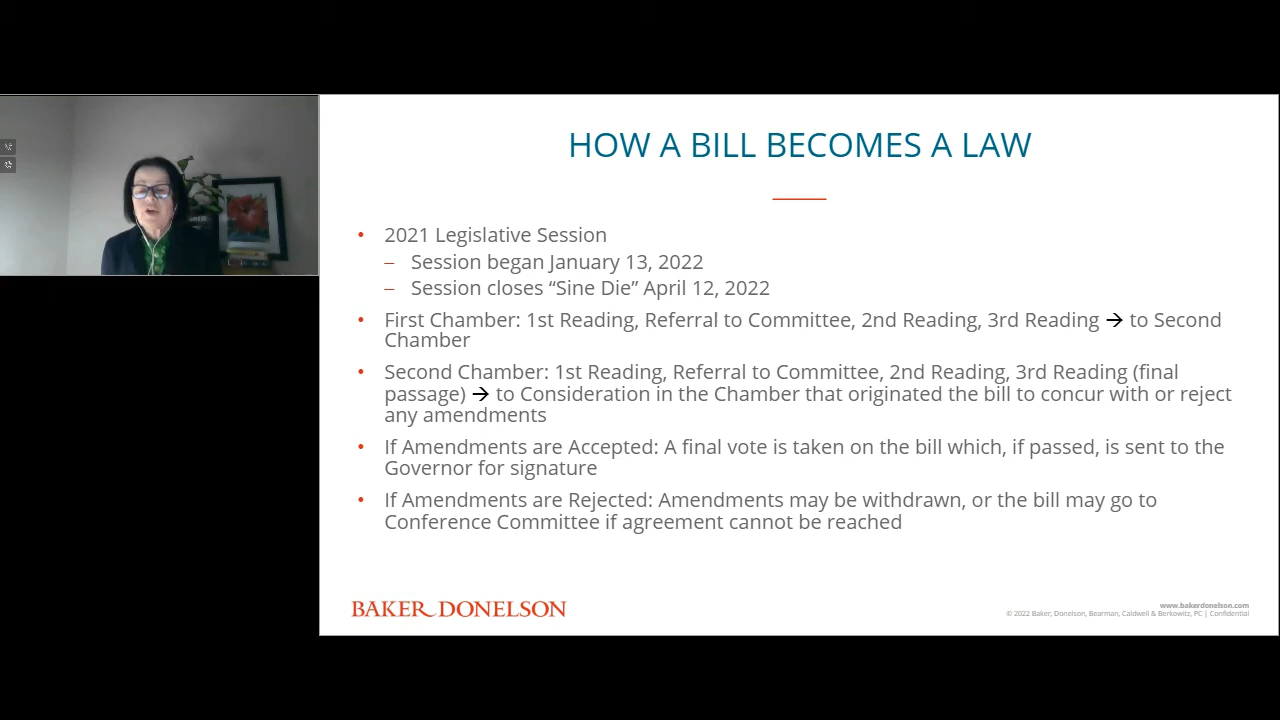 HOW A BILL BECOMES A LAW
• 2021 Legislative Session
– Session began January 13, 2022
– Session closes “Sine Die” April 12, 2022
• First Chamber: 1st Reading, Referral to Committee, 2nd Reading, 3rd Reading → to Second
Chamber
• Second Chamber: 1st Reading, Referral to Committee, 2nd Reading, 3rd Reading (final
passage) → to Consideration in the Chamber that originated the bill to concur with or reject
any amendments
• If Amendments are Accepted: A final vote is taken on the bill which, if passed, is sent to the
Governor for signature
• If Amendments are Rejected: Amendments may be withdrawn, or the bill may go to
Conference Committee if agreement cannot be reached
BAKER DONELSON
www.bakerdonelson.com
© 2022 Baker, Donelson, Bearman, Caldwell & Berkowitz, PC | Confidential